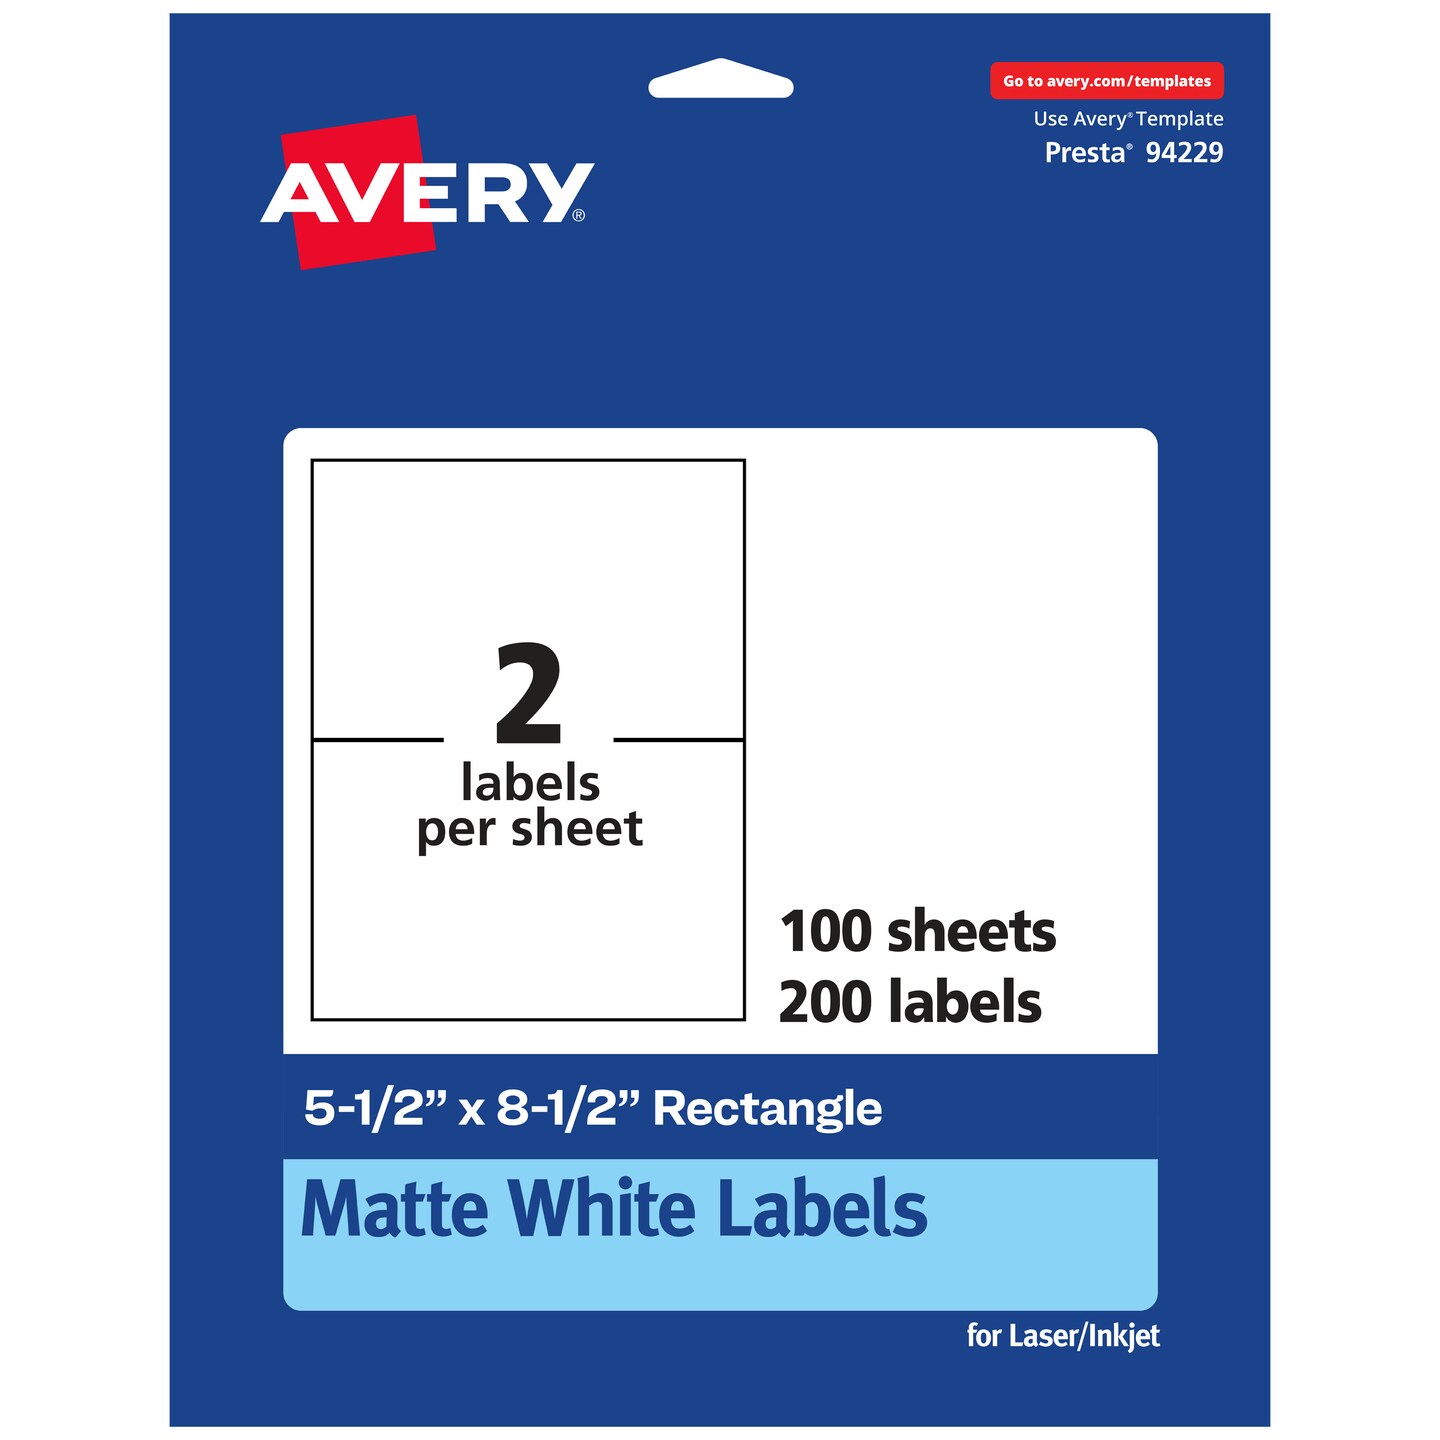 Go to avery.com/templates
Use Avery® Template
Presta® 94229
AVERY®
2
labels
per sheet
100 sheets
200 labels
5-1/2” x 8-1/2” Rectangle
Matte White Labels
for Laser/Inkjet